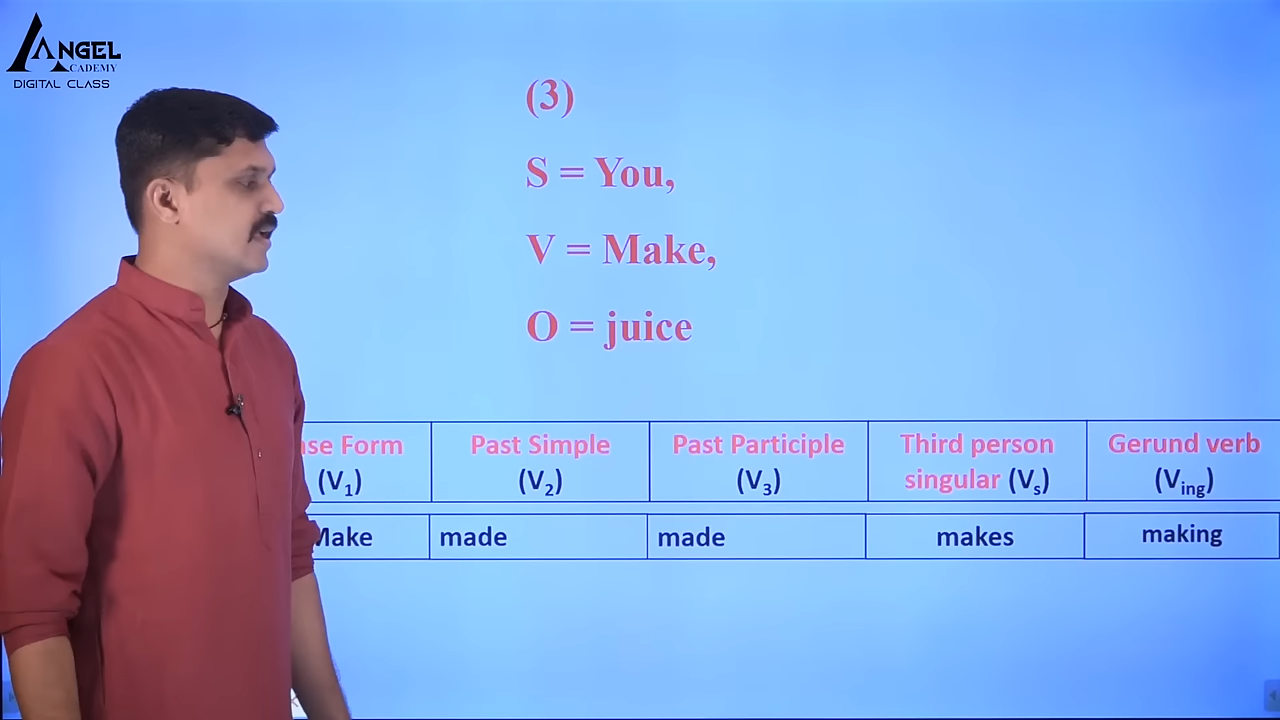 ANGEL
ACADEMY
DIGITAL CLASS
(3)
S = You,
V = Make,
O = juice
Form Past Simple Past Participle Third person Gerund verb
(V1) (V2) (V3) singular (Vs) (Ving)
Make made made makes making